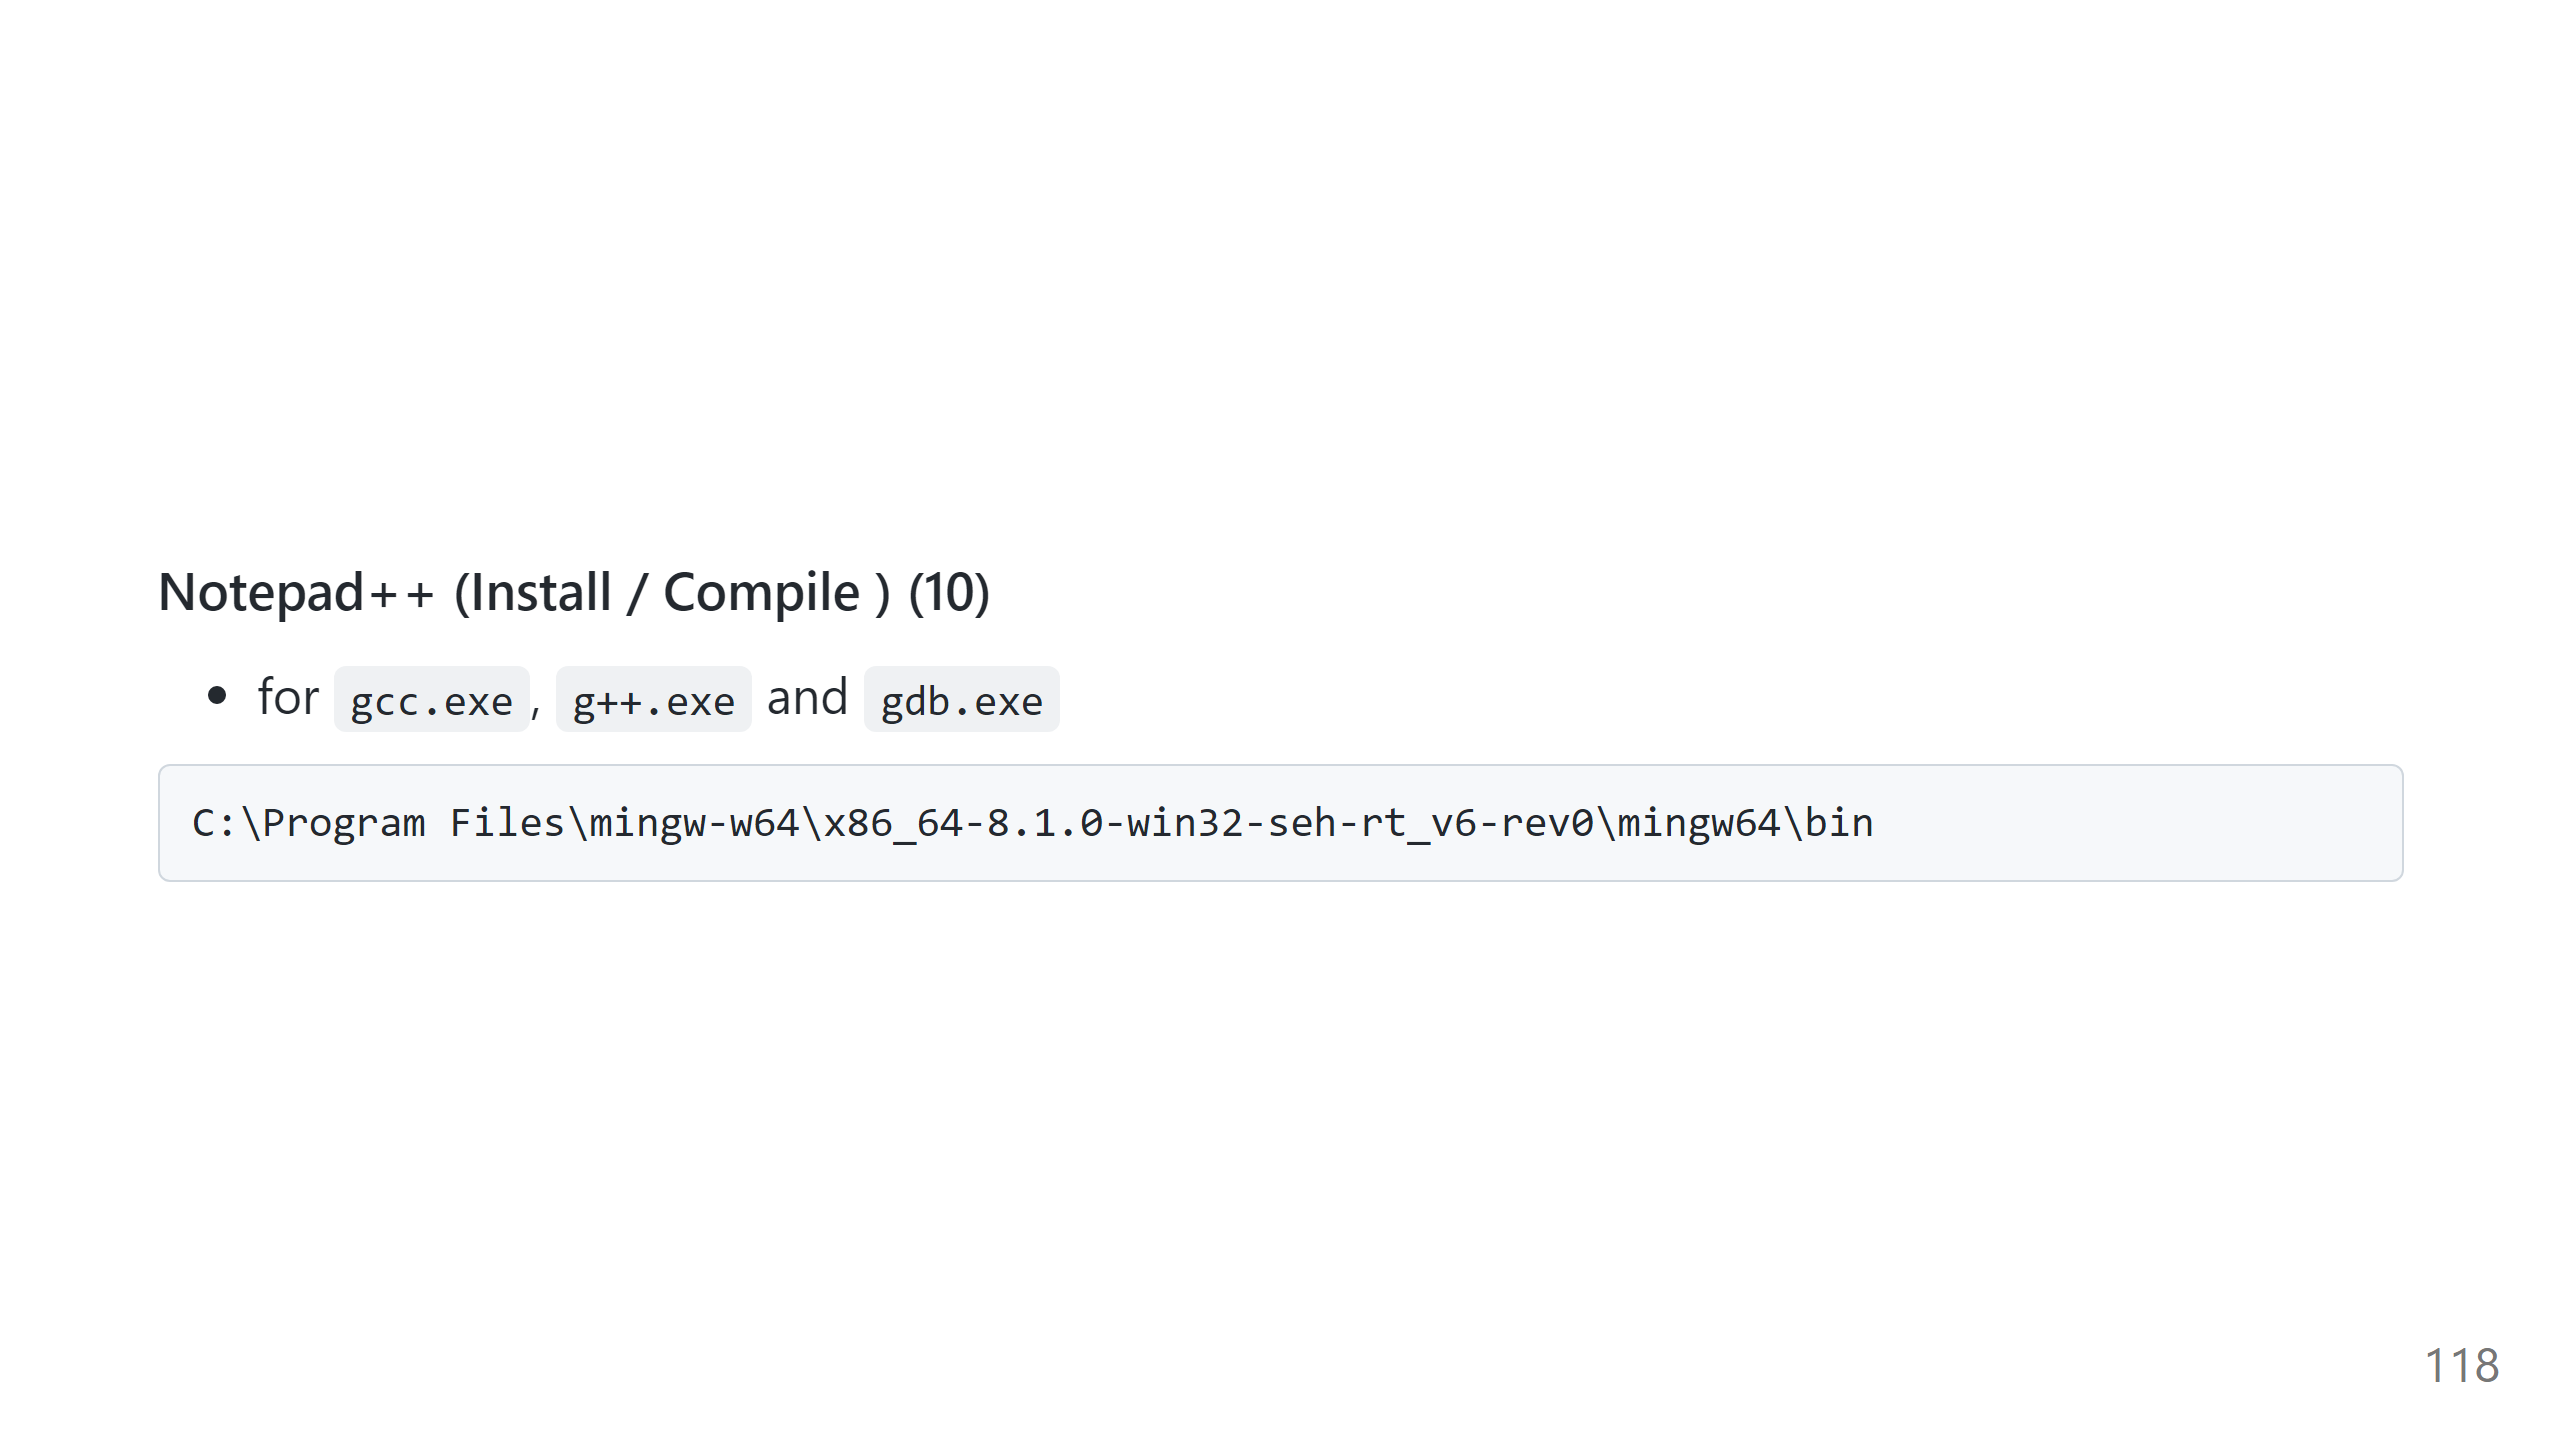 Notepad++ (Install / Compile ) (10)
• for gcc.exe, g++.exe and gdb.exe
C:\Program Files\mingw-w64\x86_64-8.1.0-win32-seh-rt_v6-rev0\mingw64\bin
118